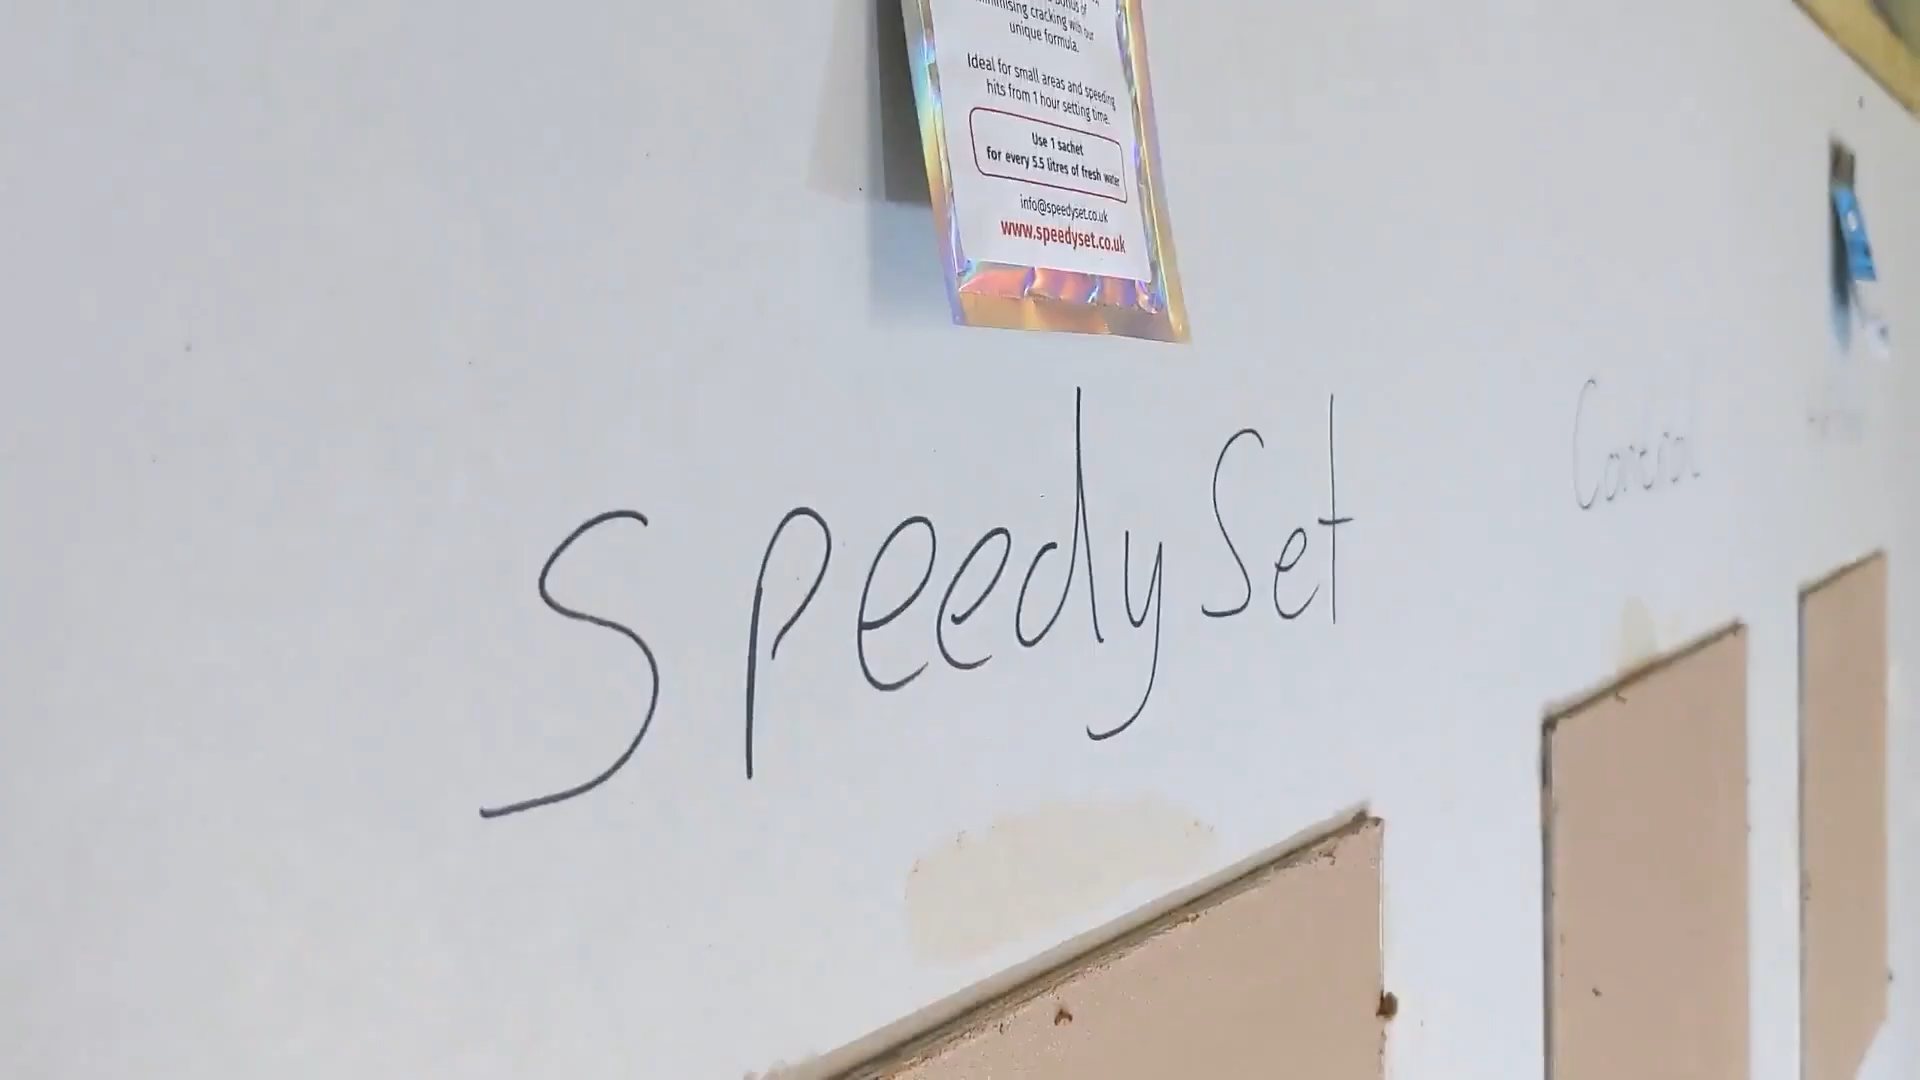 minimising cracking with our
unique formula.
Ideal for small areas and speeding
hits from 1 hour setting time.
Use 1 sachet
for every 5.5 litres of fresh water
info@speedyset.co.uk
www.speedyset.co.uk
Speedy Set
Control